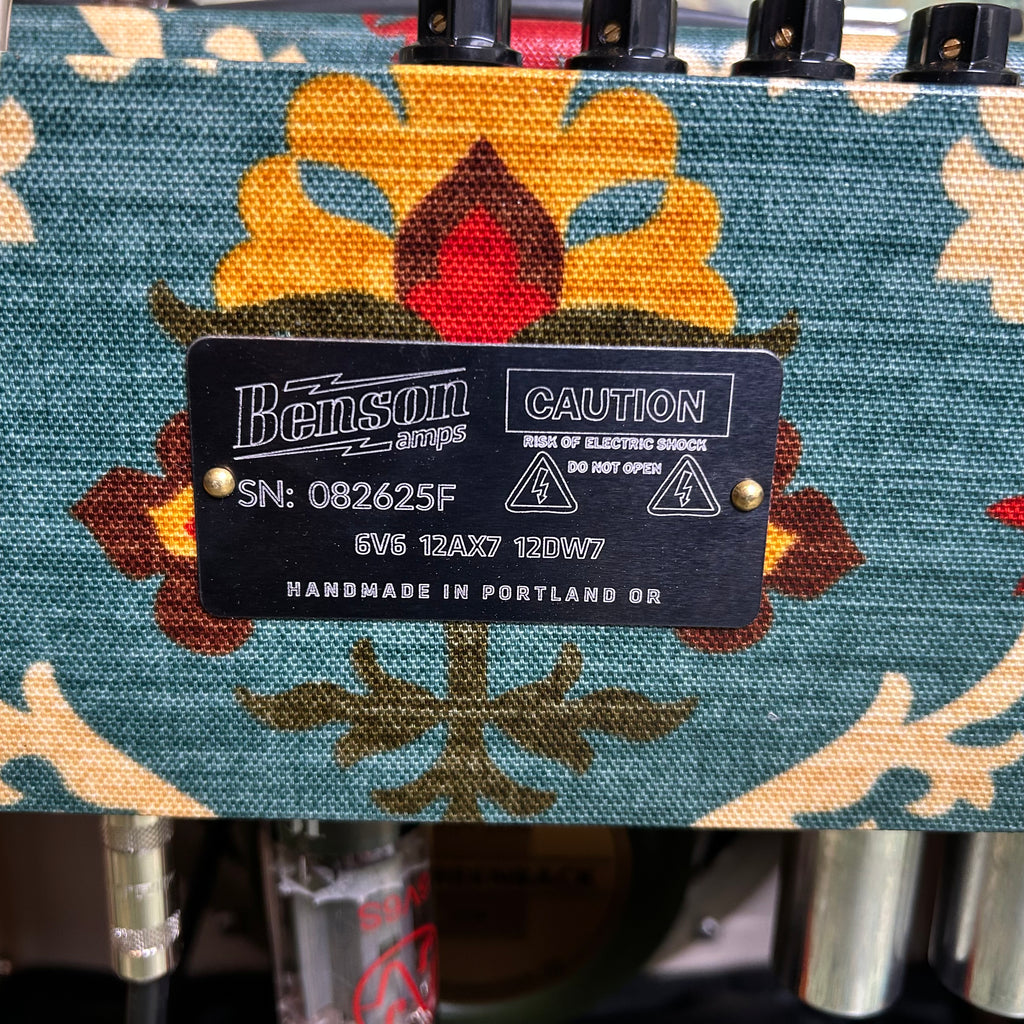 Benson
amps
CAUTION
RISK OF ELECTRIC SHOCK
DO NOT OPEN
SN: 082625F
6V6 12AX7 12DW7
HANDMADE IN PORTLAND OR
6V6S